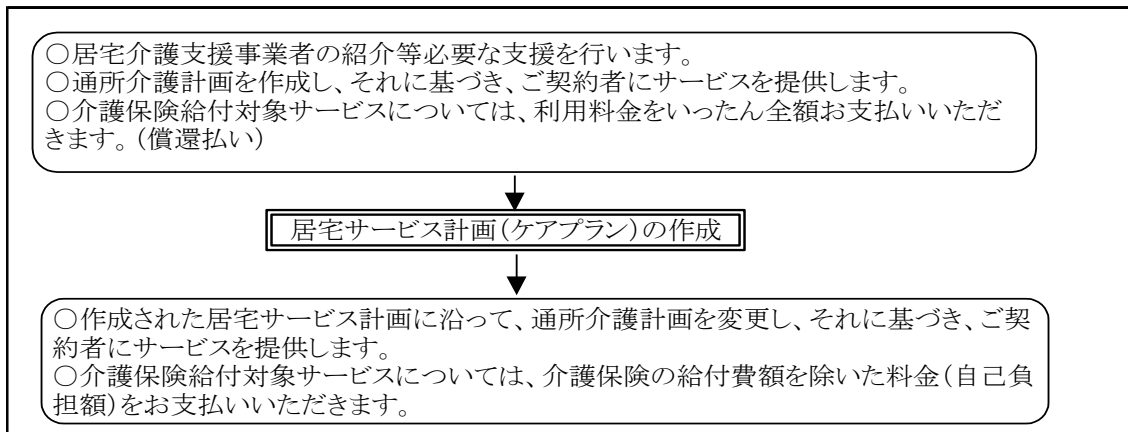 ○居宅介護支援事業者の紹介等必要な支援を行います。
○通所介護計画を作成し、それに基づき、ご契約者にサービスを提供します。
○介護保険給付対象サービスについては、利用料金をいったん全額お支払いいただ
きます。(償還払い)
居宅サービス計画(ケアプラン)の作成
○作成された居宅サービス計画に沿って、通所介護計画を変更し、それに基づき、ご契
約者にサービスを提供します。
○介護保険給付対象サービスについては、介護保険の給付費額を除いた料金(自己負
担額)をお支払いいただきます。